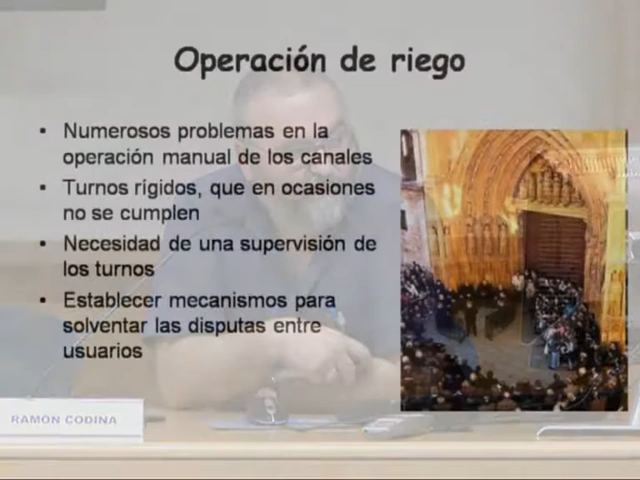 Operación de riego
• Numerosos problemas en la
operación manual de los canales
• Turnos rígidos, que en ocasiones
no se cumplen
• Necesidad de una supervisión de
los turnos
• Establecer mecanismos para
solventar las disputas entre
usuarios
RAMÓN CODINA